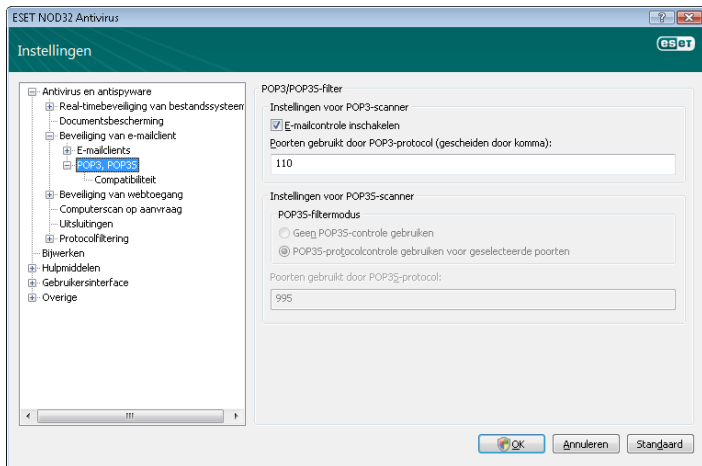 ESET NOD32 Antivirus
Instellingen
eseT
Antivirus en antispyware
Real-timebeveiliging van bestandssysteem
Documentsbescherming
Beveiliging van e-mailclient
E-mailclients
POP3, POP3S
Compatibiliteit
Beveiliging van webtoegang
Computerscan op aanvraag
Uitsluitingen
Protocolfiltering
Bijwerken
Hulpmiddelen
Gebruikersinterface
Overige
POP3/POP3S-filter
Instellingen voor POP3-scanner
E-mailcontrole inschakelen
Poorten gebruikt door POP3-protocol (gescheiden door komma):
110
Instellingen voor POP3S-scanner
POP3S-filtermodus
Geen POP3S-controle gebruiken
POP3S-protocolcontrole gebruiken voor geselecteerde poorten
Poorten gebruikt door POP3S-protocol:
995
OK
Annuleren
Standaard